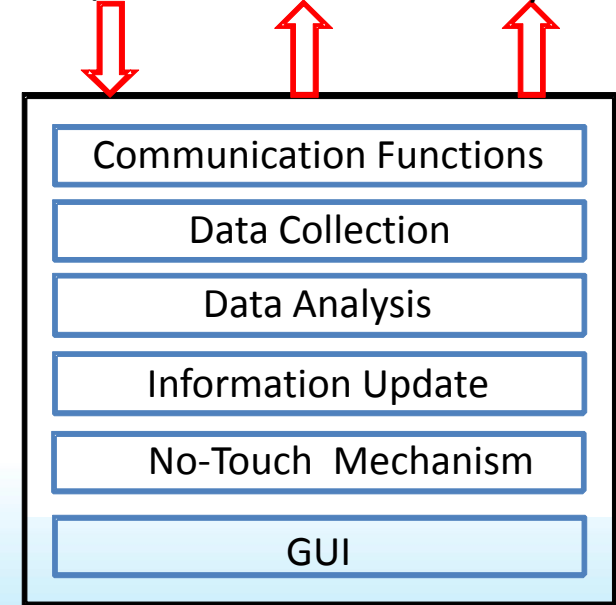 Communication Functions
Data Collection
Data Analysis
Information Update
No-Touch Mechanism
GUI